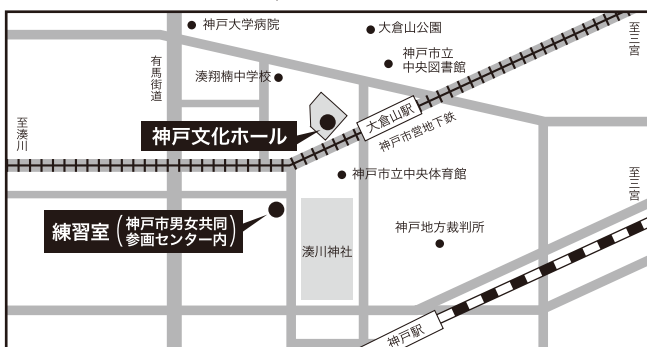 神戸大学病院
大倉山公園
至三宮
神戸市立
中央図書館
有馬街道
湊翔楠中学校
大倉山駅
至湊川
神戸文化ホール
神戸市営地下鉄
神戸市立中央体育館
至三宮
練習室(神戸市男女共同
参画センター内)
神戸地方裁判所
湊川神社
神戸駅